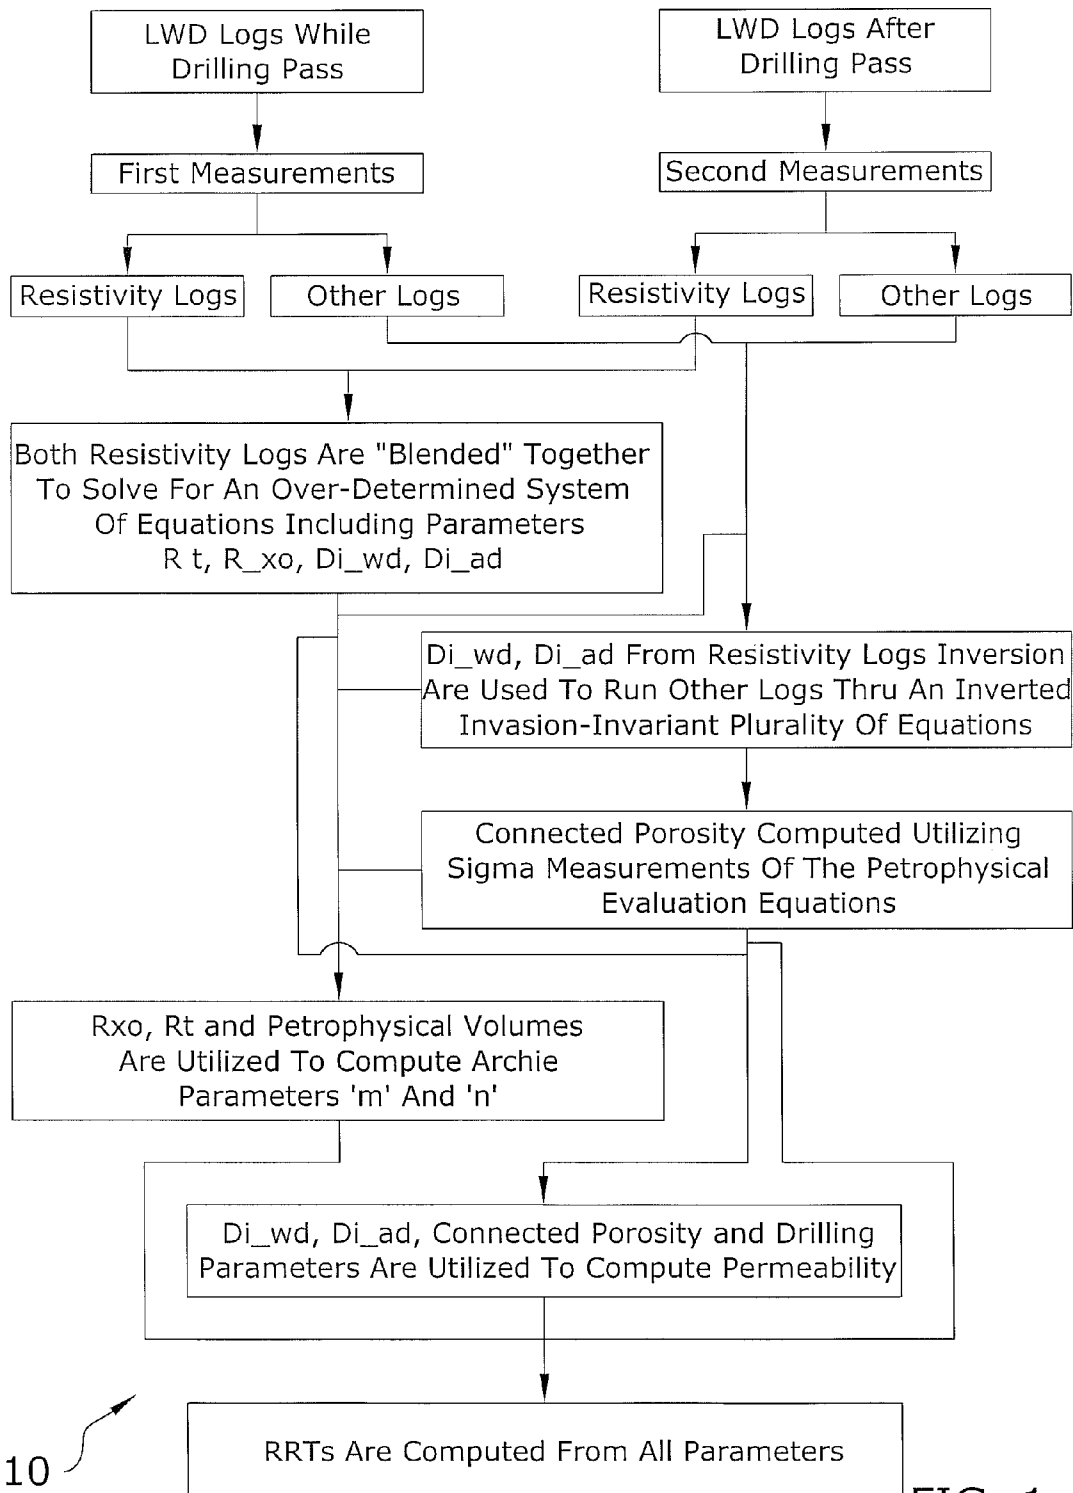 LWD Logs While
Drilling Pass
LWD Logs After
Drilling Pass
First Measurements
Second Measurements
Resistivity Logs
Other Logs
Resistivity Logs
Other Logs
Both Resistivity Logs Are "Blended" Together
To Solve For An Over-Determined System
Of Equations Including Parameters
R t, R_xo, Di_wd, Di_ad
Di_wd, Di_ad From Resistivity Logs Inversion
Are Used To Run Other Logs Thru An Inverted
Invasion-Invariant Plurality Of Equations
Connected Porosity Computed Utilizing
Sigma Measurements Of The Petrophysical
Evaluation Equations
Rxo, Rt and Petrophysical Volumes
Are Utilized To Compute Archie
Parameters 'm' And 'n'
Di_wd, Di_ad, Connected Porosity and Drilling
Parameters Are Utilized To Compute Permeability
RRTs Are Computed From All Parameters
10
FIG. 1